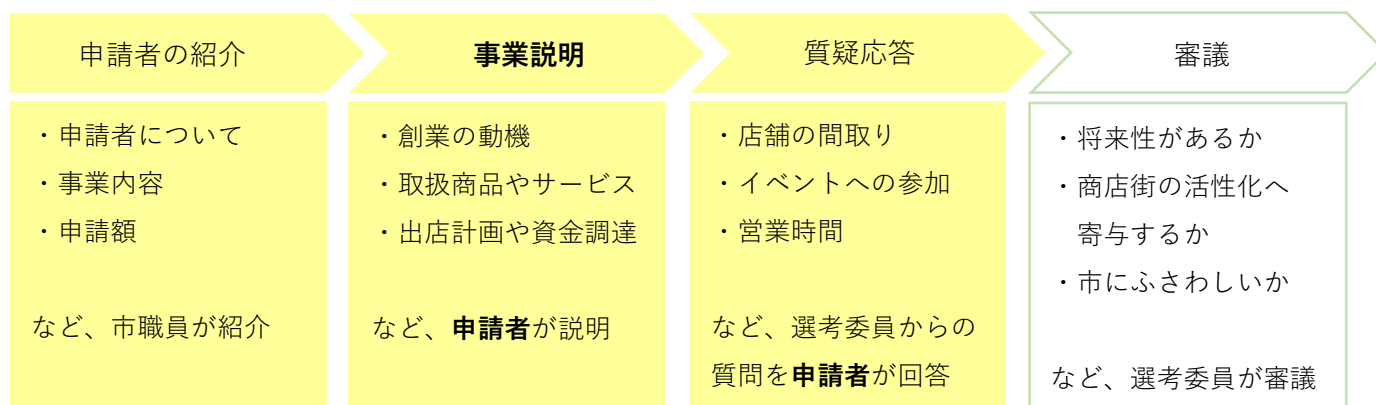 申請者の紹介
・申請者について
・事業内容
・申請額
など、市職員が紹介
事業説明
・創業の動機
・取扱商品やサービス
・出店計画や資金調達
など、申請者が説明
質疑応答
・店舗の間取り
・イベントへの参加
・営業時間
など、選考委員からの
質問を申請者が回答
審議
・将来性があるか
・商店街の活性化へ
寄与するか
・市にふさわしいか
など、選考委員が審議